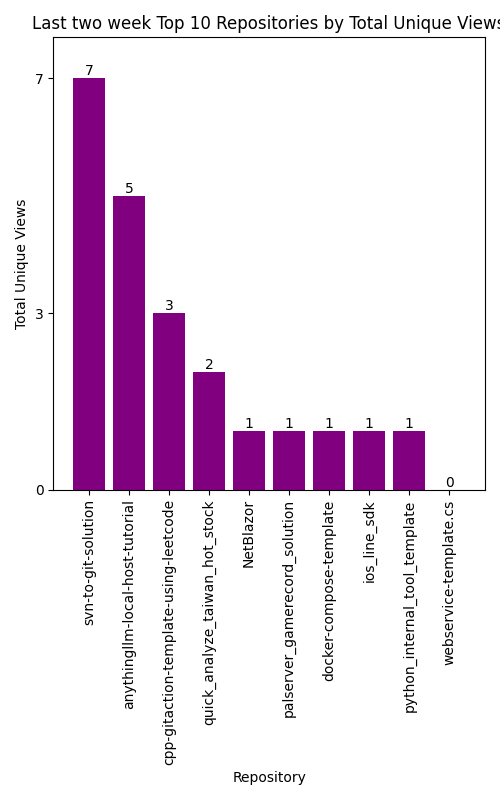 Last two week Top 10 Repositories by Total Unique Views
Total Unique Views
7
3
0
7
5
3
2
1
1
1
1
1
0
svn-to-git-solution
anythingllm-local-host-tutorial
cpp-gitaction-template-using-leetcode
quick_analyze_taiwan_hot_stock
NetBlazor
palserver_gamerecord_solution
docker-compose-template
ios_line_sdk
python_internal_tool_template
webservice-template.cs
Repository